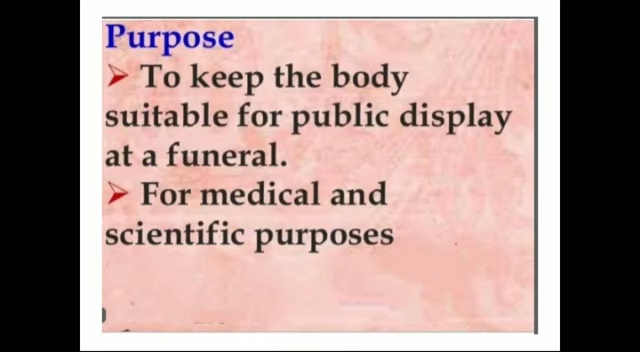 Purpose
➢ To keep the body
suitable for public display
at a funeral.
➢ For medical and
scientific purposes